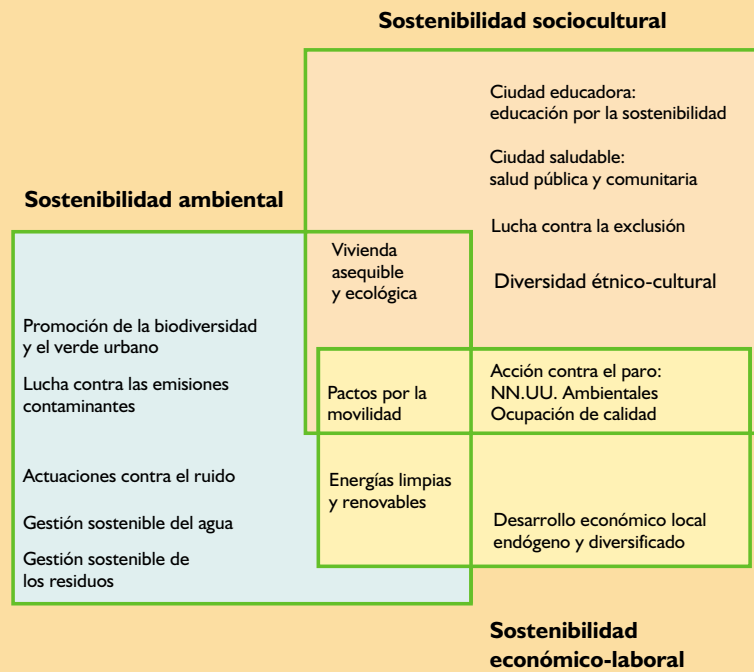 Sostenibilidad sociocultural
Ciudad educadora:
educación por la sostenibilidad
Ciudad saludable:
salud pública y comunitaria
Lucha contra la exclusión
Diversidad étnico-cultural
Sostenibilidad ambiental
Vivienda
asequible
y ecológica
Promoción de la biodiversidad
y el verde urbano
Lucha contra las emisiones
contaminantes
Pactos por la
movilidad
Acción contra el paro:
NN.UU. Ambientales
Ocupación de calidad
Actuaciones contra el ruido
Gestión sostenible del agua
Gestión sostenible de
los residuos
Energías limpias
y renovables
Desarrollo económico local
endógeno y diversificado
Sostenibilidad
económico-laboral